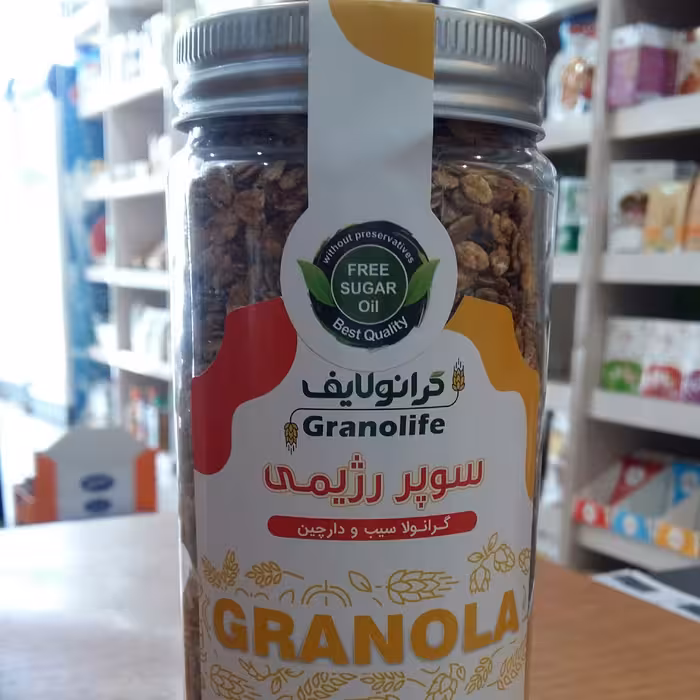 without preservatives
FREE
SUGAR
Oil
Best Quality
گرانولایف
Granolife
سوپر رژیمی
گرانولا سیب و دارچین
GRANOLA